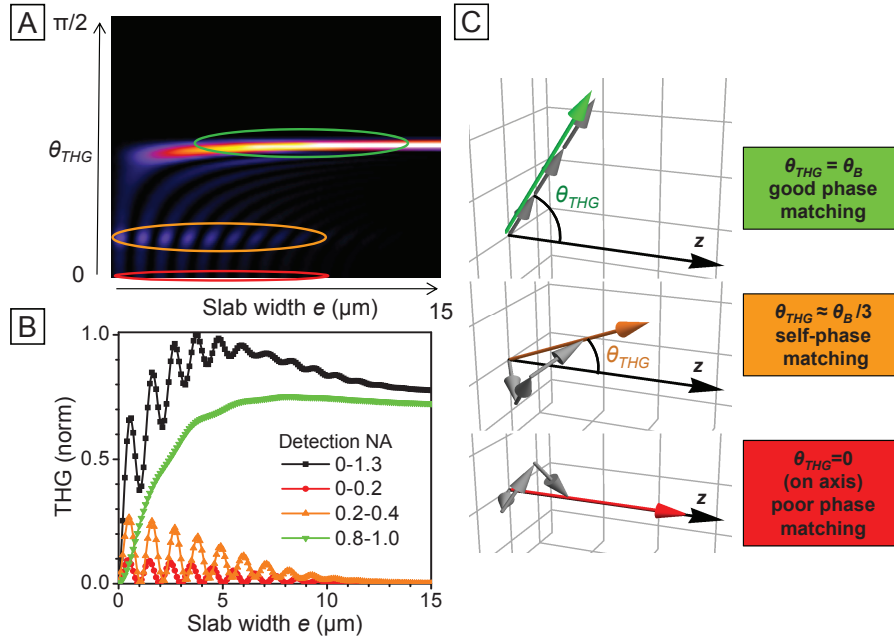 A
π/2
θTHG
0
Slab width e (µm)
15
B
THG (norm)
1.0
0.5
0.0
Detection NA
0-1.3
0-0.2
0.2-0.4
0.8-1.0
0
5
10
15
Slab width e (µm)
C
θTHG
z
θTHG = θB
good phase
matching
θTHG
z
θTHG ≈ θB /3
self-phase
matching
z
θTHG=0
(on axis)
poor phase
matching